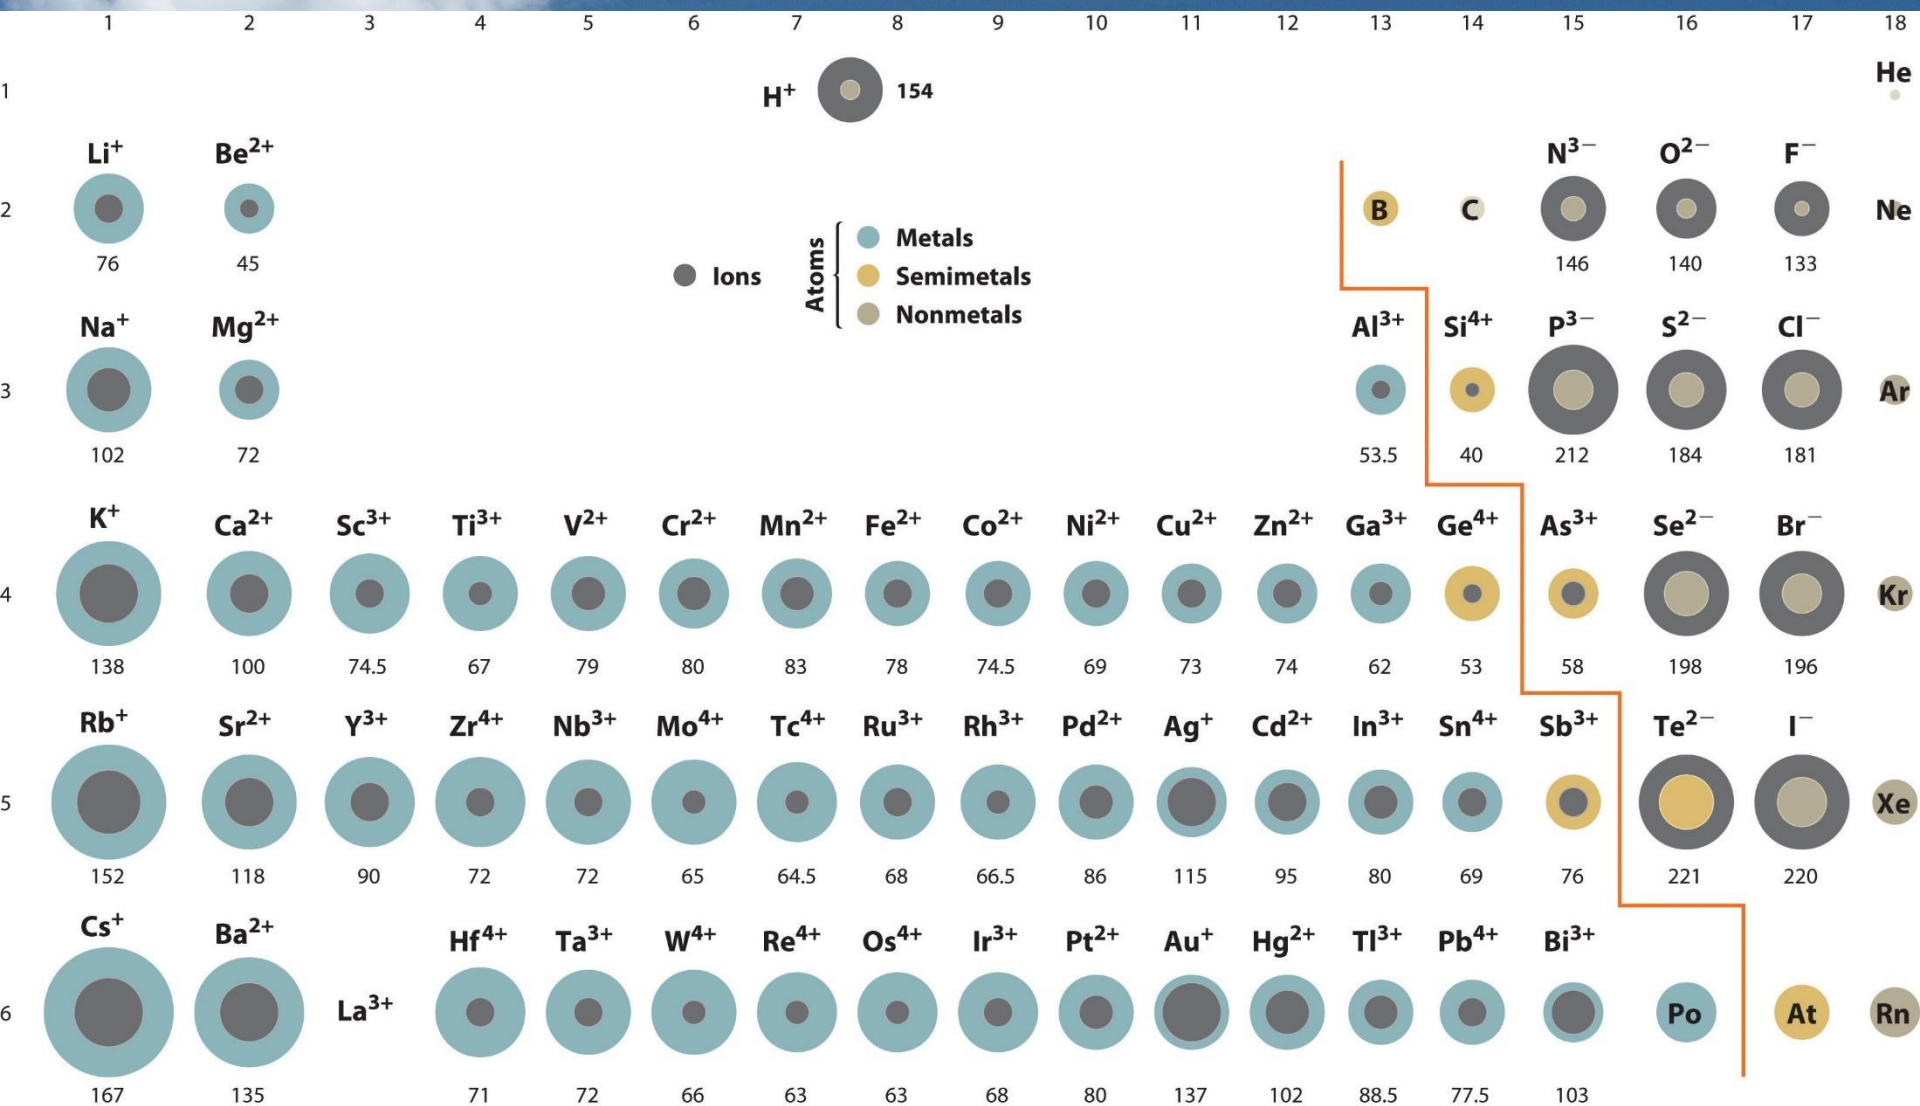 1 2 3 4 5 6 7 8 9 10 11 12 13 14 15 16 17 18
1 H⁺ 154 He
Li⁺ Be²⁺ N³⁻ O²⁻ F⁻
2 B C Ne
76 45 146 140 133
Ions
Atoms
Metals
Semimetals
Nonmetals
Na⁺ Mg²⁺ Al³⁺ Si⁴⁺ P³⁻ S²⁻ Cl⁻
3 Ar
102 72 53.5 40 212 184 181
K⁺ Ca²⁺ Sc³⁺ Ti³⁺ V²⁺ Cr²⁺ Mn²⁺ Fe²⁺ Co²⁺ Ni²⁺ Cu²⁺ Zn²⁺ Ga³⁺ Ge⁴⁺ As³⁺ Se²⁻ Br⁻
4 Kr
138 100 74.5 67 79 80 83 78 74.5 69 73 74 62 53 58 198 196
Rb⁺ Sr²⁺ Y³⁺ Zr⁴⁺ Nb³⁺ Mo⁴⁺ Tc⁴⁺ Ru³⁺ Rh³⁺ Pd²⁺ Ag⁺ Cd²⁺ In³⁺ Sn⁴⁺ Sb³⁺ Te²⁻ I⁻
5 Xe
152 118 90 72 72 65 64.5 68 66.5 86 115 95 80 69 76 221 220
Cs⁺ Ba²⁺ Hf⁴⁺ Ta³⁺ W⁴⁺ Re⁴⁺ Os⁴⁺ Ir³⁺ Pt²⁺ Au⁺ Hg²⁺ Tl³⁺ Pb⁴⁺ Bi³⁺
6 La³⁺ Po At Rn
167 135 71 72 66 63 63 68 80 137 102 88.5 77.5 103